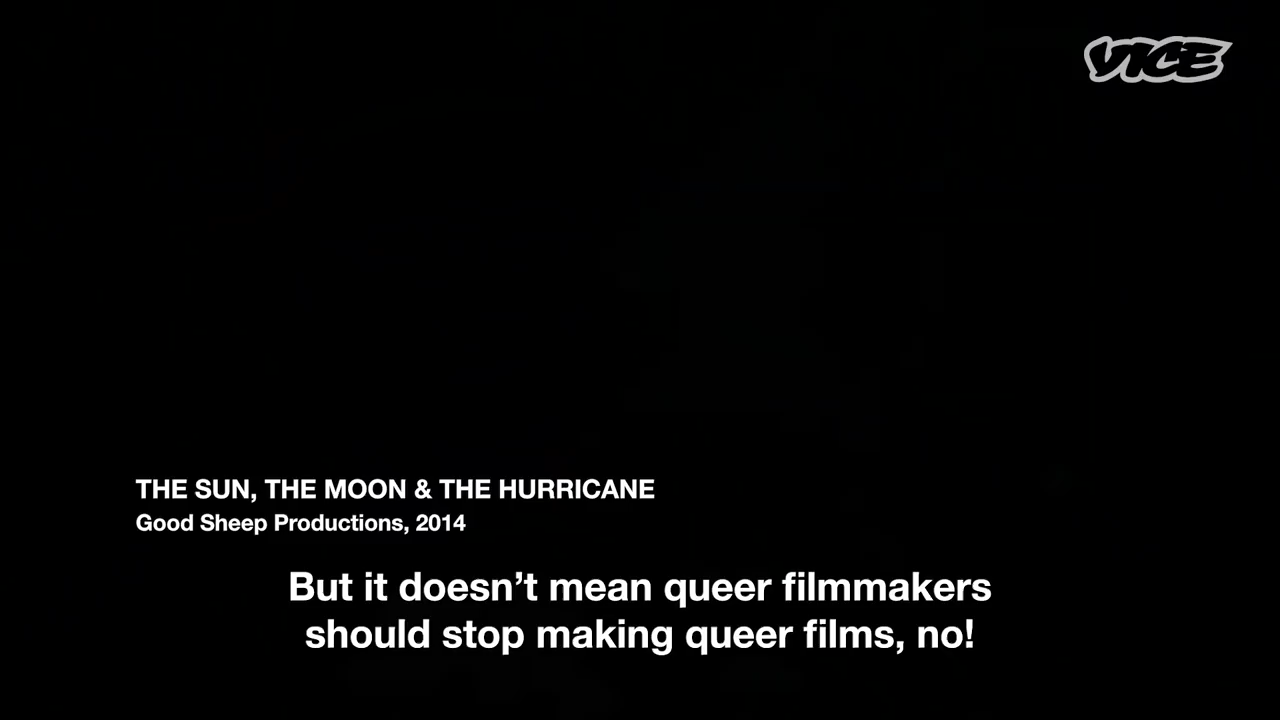 VICE
THE SUN, THE MOON & THE HURRICANE
Good Sheep Productions, 2014
But it doesn’t mean queer filmmakers
should stop making queer films, no!